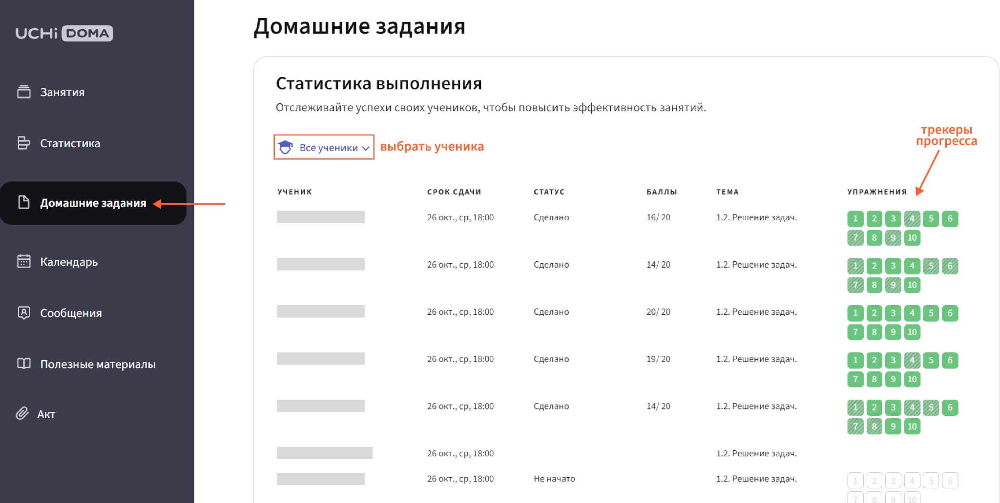 UCHi DOMA
Занятия
Статистика
Домашние задания
Календарь
Сообщения
Полезные материалы
Акт
Домашние задания
Статистика выполнения
Отслеживайте успехи своих учеников, чтобы повысить эффективность занятий.
Все ученики
выбрать ученика
трекеры
прогресса
УЧЕНИК СРОК СДАЧИ СТАТУС БАЛЛЫ ТЕМА УПРАЖНЕНИЯ
26 окт., ср, 18:00 Сделано 16/ 20 1.2. Решение задач. 1 2 3 4 5 6
7 8 9 10
26 окт., ср, 18:00 Сделано 14/ 20 1.2. Решение задач. 1 2 3 4 5 6
7 8 9 10
26 окт., ср, 18:00 Сделано 20/ 20 1.2. Решение задач. 1 2 3 4 5 6
7 8 9 10
26 окт., ср, 18:00 Сделано 19/ 20 1.2. Решение задач. 1 2 3 4 5 6
7 8 9 10
26 окт., ср, 18:00 Сделано 14/ 20 1.2. Решение задач. 1 2 3 4 5 6
7 8 9 10
26 окт., ср, 18:00 1.2. Решение задач.
26 окт., ср, 18:00 Не начато 1.2. Решение задач. 1 2 3 4 5 6
7 8 9 10